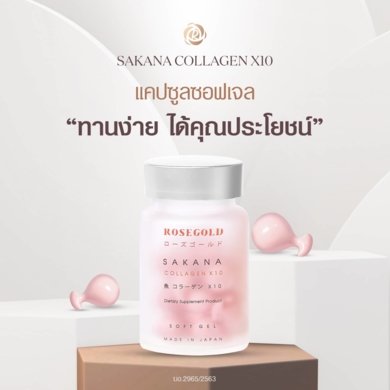 SAKANA COLLAGEN X10
แคปซูลซอฟเจล
“ทานง่าย ได้คุณประโยชน์”
ROSEGOLD
ローズゴールド
SAKANA
COLLAGEN X10
魚 コラーゲン X10
Dietary Supplement Product
SOFT GEL
MADE IN JAPAN
ฆอ.2965/2563